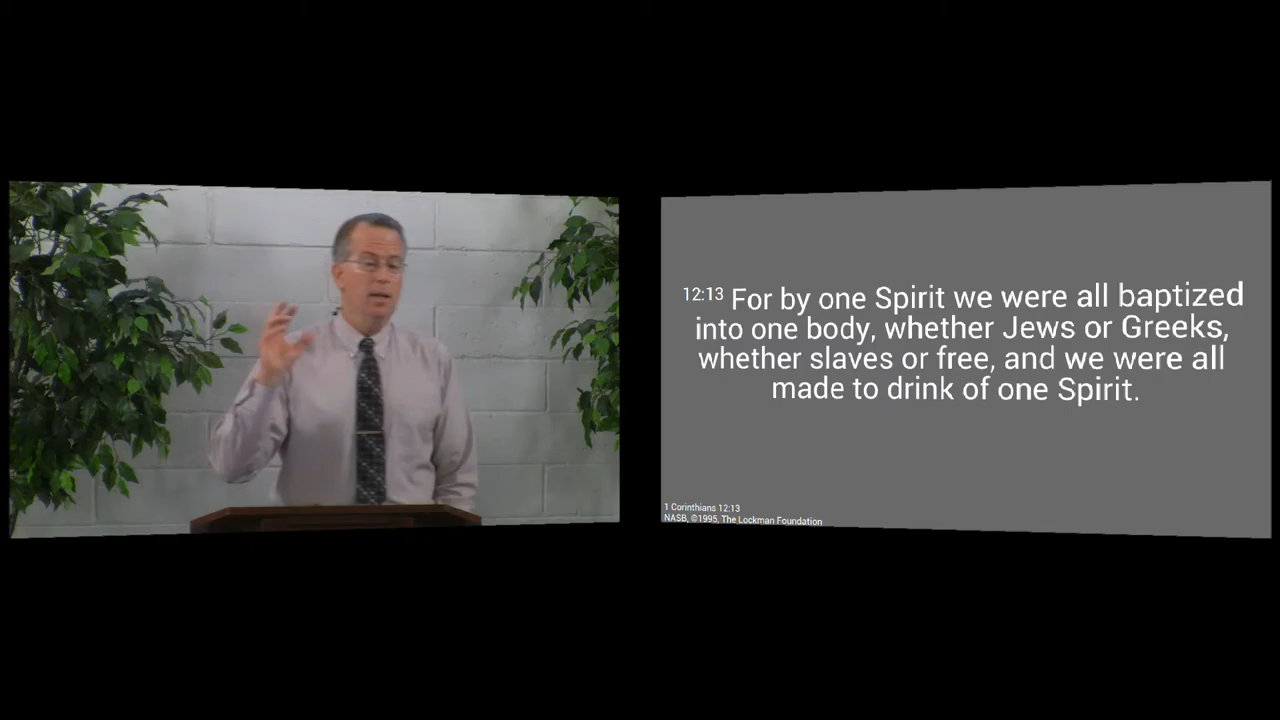 12:13 For by one Spirit we were all baptized
into one body, whether Jews or Greeks,
whether slaves or free, and we were all
made to drink of one Spirit.
1 Corinthians 12:13
NASB, ©1995, The Lockman Foundation